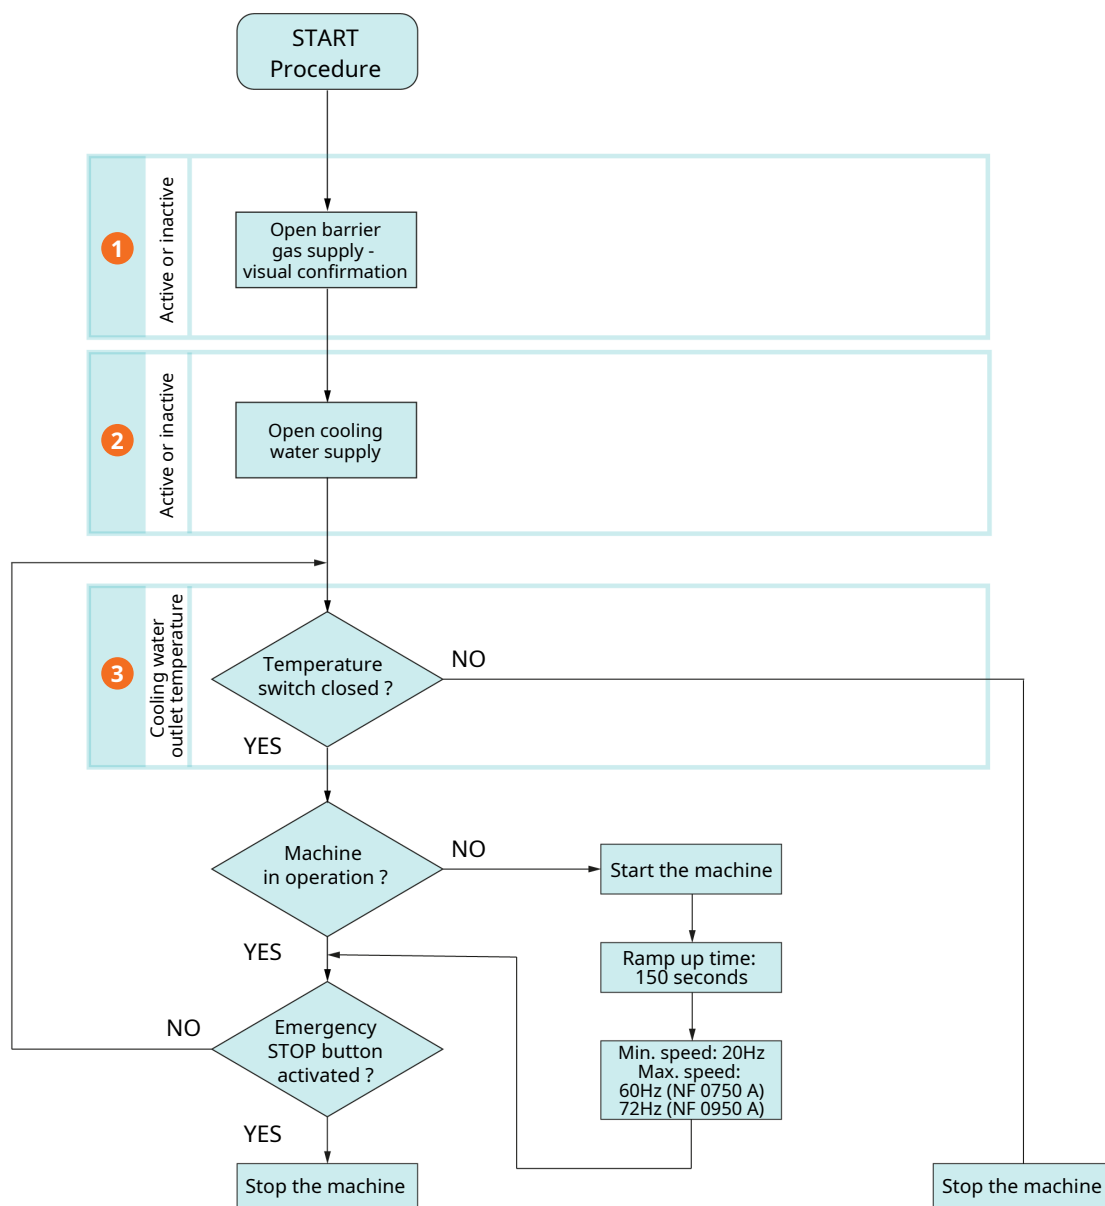 START
Procedure
1
Active or inactive
Open barrier
gas supply -
visual confirmation
2
Active or inactive
Open cooling
water supply
3
Cooling water
outlet temperature
Temperature
switch closed ?
NO
YES
Machine
in operation ?
NO
Start the machine
YES
Ramp up time:
150 seconds
Emergency
STOP button
activated ?
NO
Min. speed: 20Hz
Max. speed:
60Hz (NF 0750 A)
72Hz (NF 0950 A)
YES
Stop the machine
Stop the machine